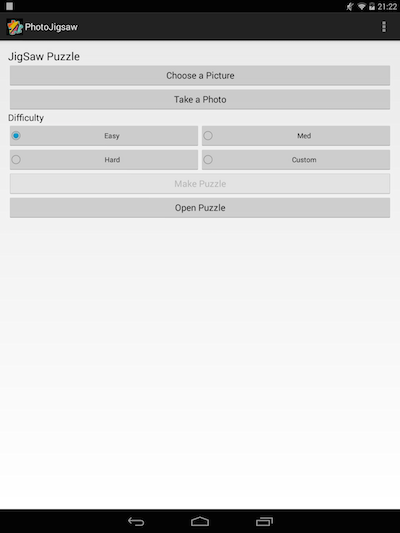 21:22
PhotoJigsaw
JigSaw Puzzle
Choose a Picture
Take a Photo
Difficulty
Easy
Med
Hard
Custom
Make Puzzle
Open Puzzle